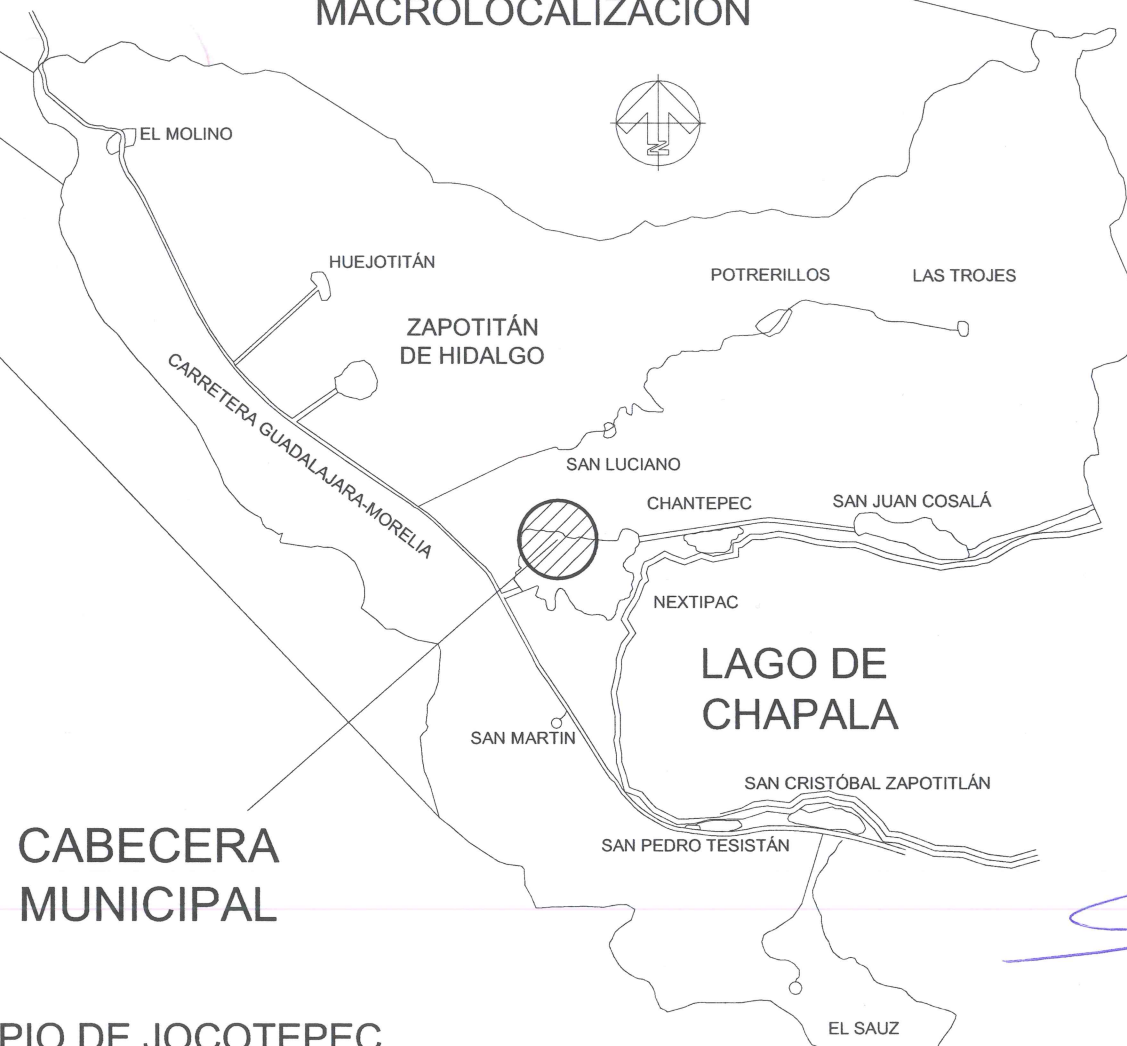 MACROLOCALIZACIÓN
N
EL MOLINO
HUEJOTITÁN
POTRERILLOS
LAS TROJES
ZAPOTITÁN
DE HIDALGO
CARRETERA GUADALAJARA-MORELIA
SAN LUCIANO
CHANTEPEC
SAN JUAN COSALÁ
NEXTIPAC
LAGO DE
CHAPALA
SAN MARTIN
SAN CRISTÓBAL ZAPOTITLÁN
SAN PEDRO TESISTÁN
CABECERA
MUNICIPAL
EL SAUZ
PIO DE JOCOTEPEC